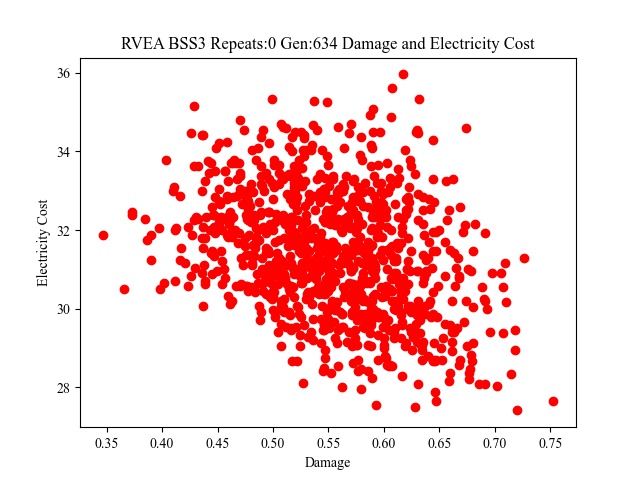 RVEA BSS3 Repeats:0 Gen:634 Damage and Electricity Cost
36
34
32
30
28
Electricity Cost
0.35 0.40 0.45 0.50 0.55 0.60 0.65 0.70 0.75
Damage